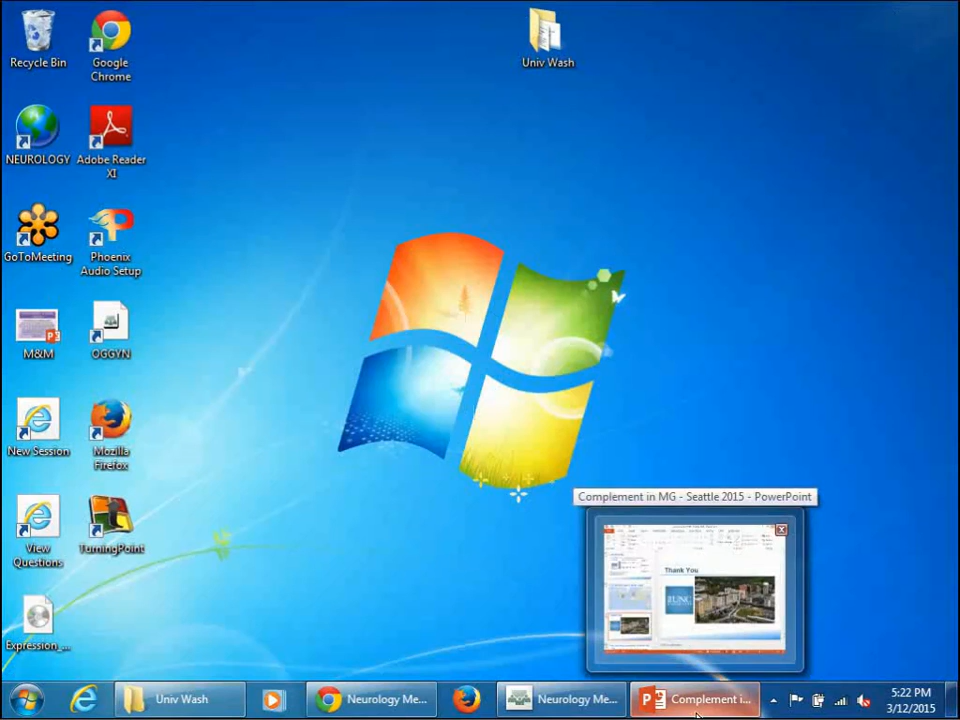 Recycle Bin
Google
Chrome
Univ Wash
NEUROLOGY
Adobe Reader
XI
GoToMeeting
Phoenix
Audio Setup
M&M
OGGYN
New Session
Mozilla
Firefox
View
Questions
TurningPoint
Expression_...
Complement in MG - Seattle 2015 - PowerPoint
Thank You
UNC
Univ Wash
Neurology Me...
Neurology Me...
Complement i...
5:22 PM
3/12/2015